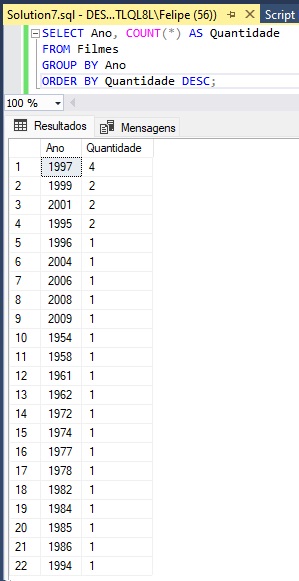 Solution7.sql - DES...TLQL8L\Felipe (56)) Script
SELECT Ano, COUNT(*) AS Quantidade
FROM Filmes
GROUP BY Ano
ORDER BY Quantidade DESC;
100 %
Resultados Mensagens
Ano Quantidade
1 1997 4
2 1999 2
3 2001 2
4 1995 2
5 1996 1
6 2004 1
7 2006 1
8 2008 1
9 2009 1
10 1954 1
11 1958 1
12 1961 1
13 1962 1
14 1972 1
15 1974 1
16 1977 1
17 1978 1
18 1982 1
19 1984 1
20 1985 1
21 1986 1
22 1994 1